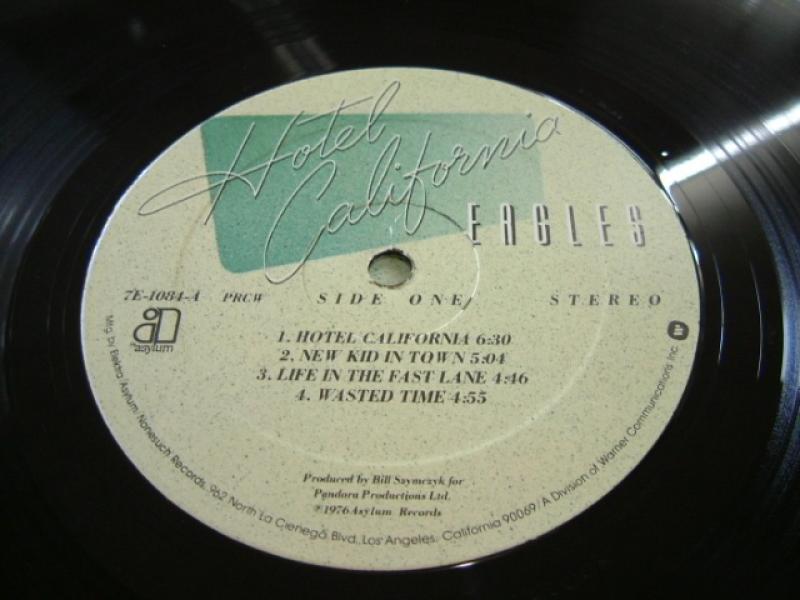 Hotel
California
EAGLES
7E-1084-A PRCW SIDE ONE STEREO
asylum
1. HOTEL CALIFORNIA 6:30
2. NEW KID IN TOWN 5:04
3. LIFE IN THE FAST LANE 4:46
4. WASTED TIME 4:55
Produced by Bill Szymczyk for
Pandora Productions Ltd.
℗ 1976 Asylum Records
Mfg by Elektra/Asylum/Nonesuch Records, 962 North La Cienega Blvd., Los Angeles, California 90069/A Division of Warner Communications Inc.